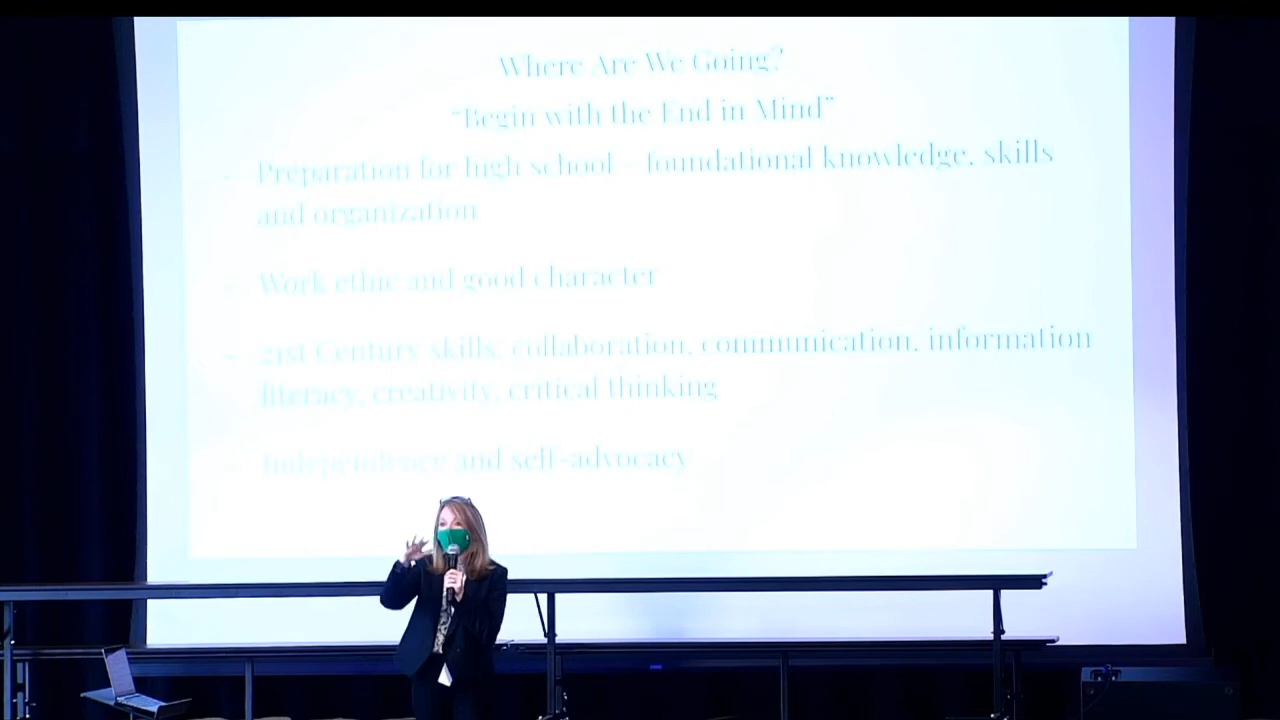 Where Are We Going?
“Begin with the End in Mind”
– Preparation for high school – foundational knowledge, skills
and organization
– Work ethic and good character
– 21st Century skills, collaboration, communication, information
literacy, creativity, critical thinking
– Independence and self-advocacy